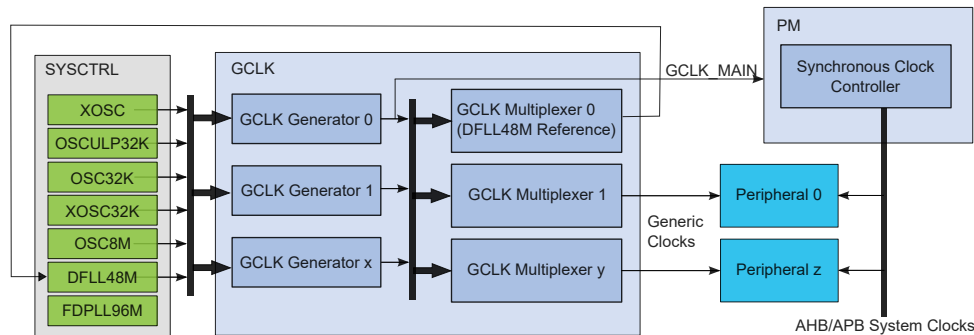 PM
SYSCTRL
GCLK
GCLK_MAIN
Synchronous Clock
Controller
XOSC
OSCULP32K
OSC32K
XOSC32K
OSC8M
DFLL48M
FDPLL96M
GCLK Generator 0
GCLK Generator 1
GCLK Generator x
GCLK Multiplexer 0
(DFLL48M Reference)
GCLK Multiplexer 1
GCLK Multiplexer y
Generic
Clocks
Peripheral 0
Peripheral z
AHB/APB System Clocks